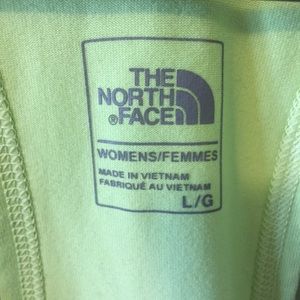 THE
NORTH
®FACE
WOMENS/FEMMES
MADE IN VIETNAM
FABRIQUÉ AU VIETNAM
L/G